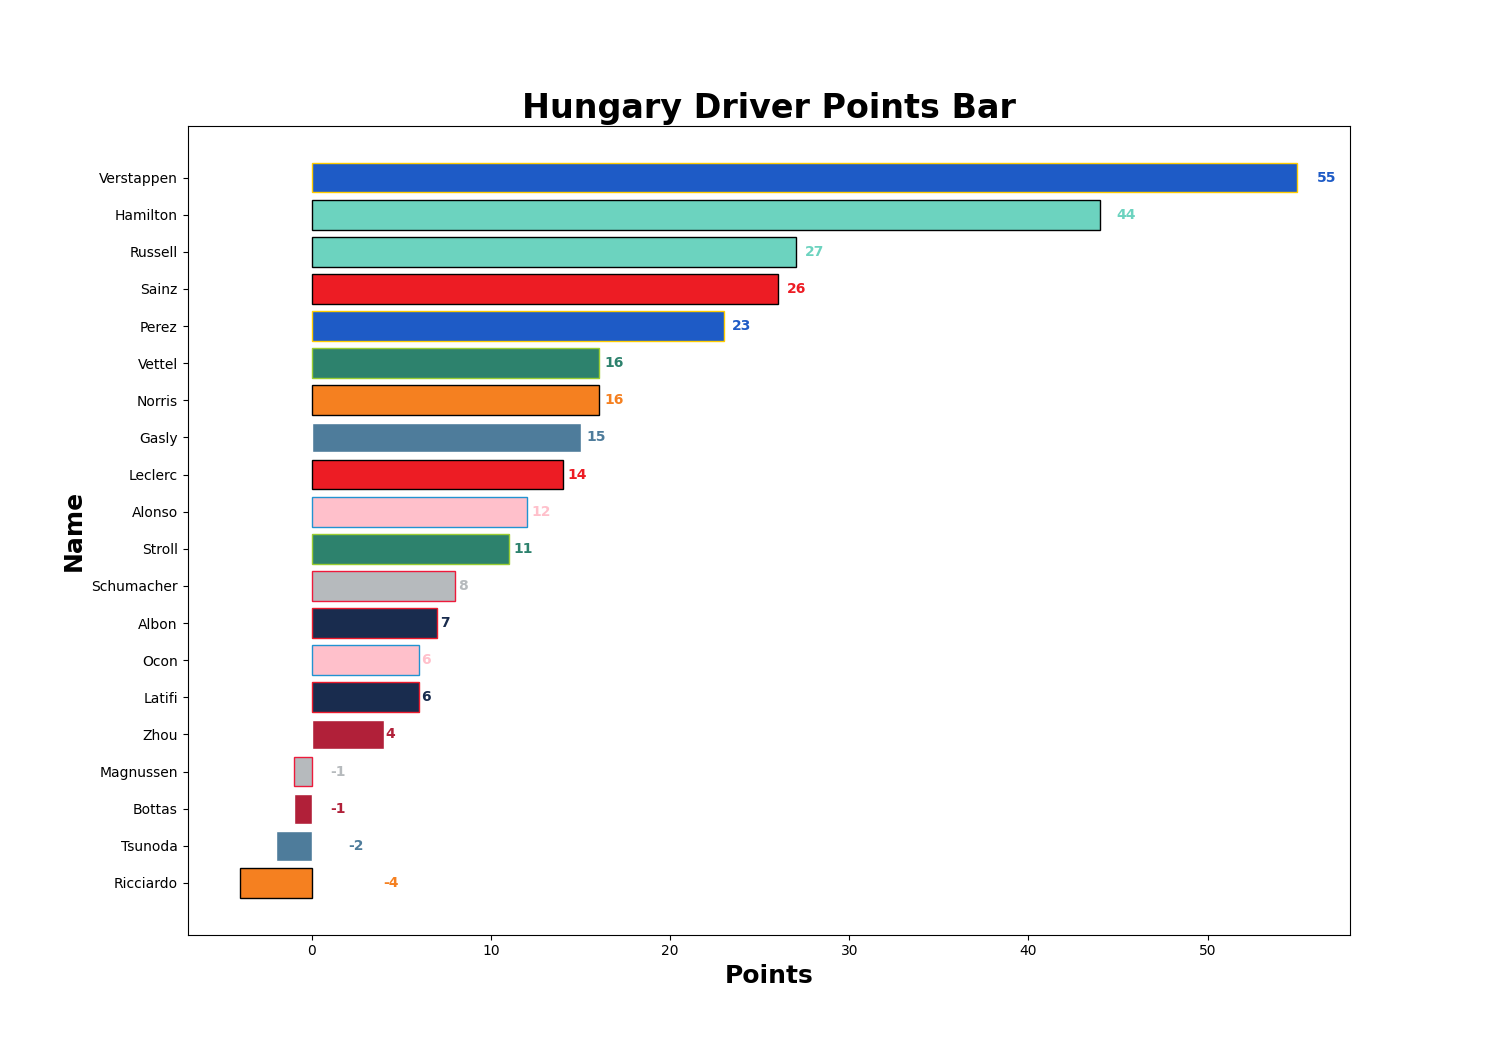 Hungary Driver Points Bar
Verstappen 55
Hamilton 44
Russell 27
Sainz 26
Perez 23
Vettel 16
Norris 16
Gasly 15
Leclerc 14
Alonso 12
Stroll 11
Schumacher 8
Albon 7
Ocon 6
Latifi 6
Zhou 4
Magnussen -1
Bottas -1
Tsunoda -2
Ricciardo -4
0 10 20 30 40 50
Points
Name